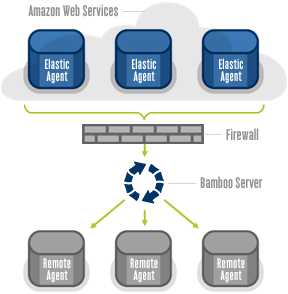 Amazon Web Services
Elastic
Agent
Elastic
Agent
Elastic
Agent
Firewall
Bamboo Server
Remote
Agent
Remote
Agent
Remote
Agent